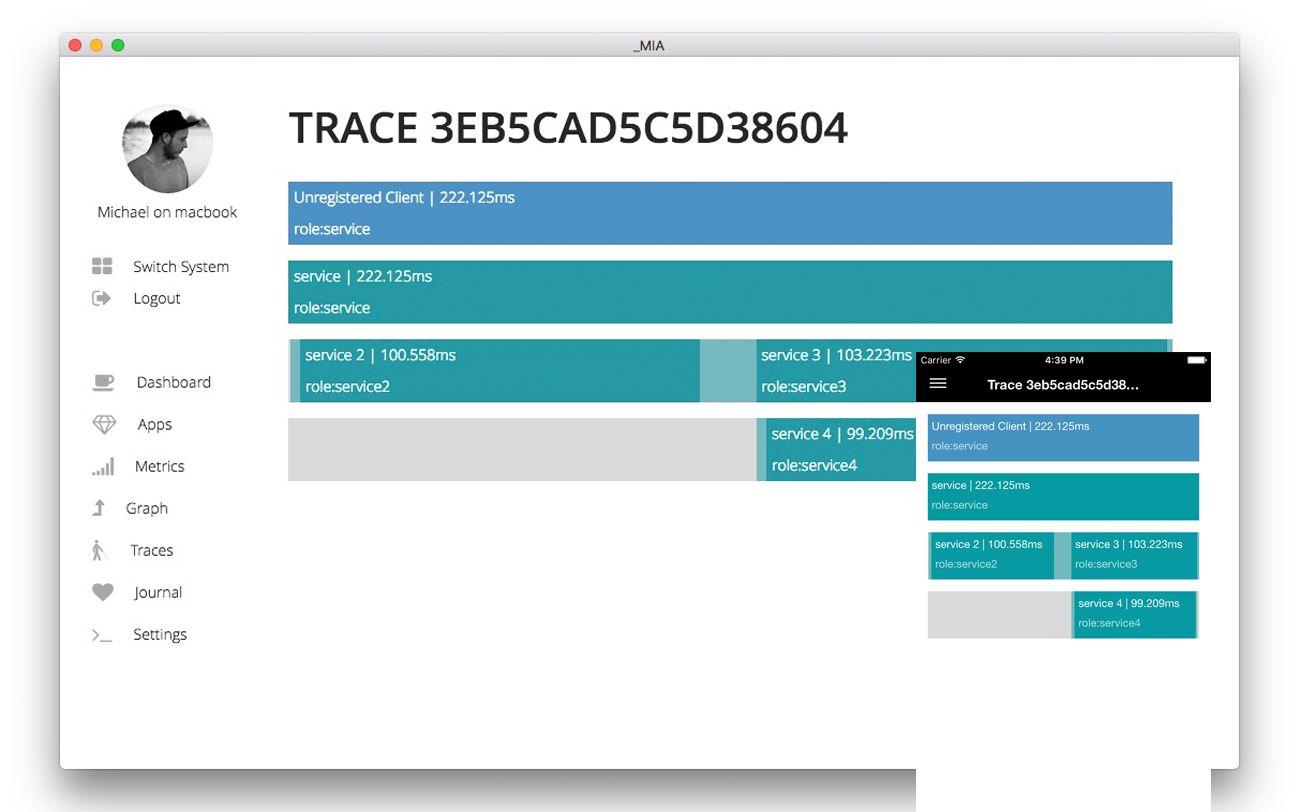 _MIA
TRACE 3EB5CAD5C5D38604
Michael on macbook
Switch System
Logout
Dashboard
Apps
Metrics
Graph
Traces
Journal
Settings
Unregistered Client | 222.125ms
role:service
service | 222.125ms
role:service
service 2 | 100.558ms
role:service2
service 3 | 103.223ms
role:service3
service 4 | 99.209ms
role:service4
Carrier
4:39 PM
Trace 3eb5cad5c5d38...
Unregistered Client | 222.125ms
role:service
service | 222.125ms
role:service
service 2 | 100.558ms
role:service2
service 3 | 103.223ms
role:service3
service 4 | 99.209ms
role:service4